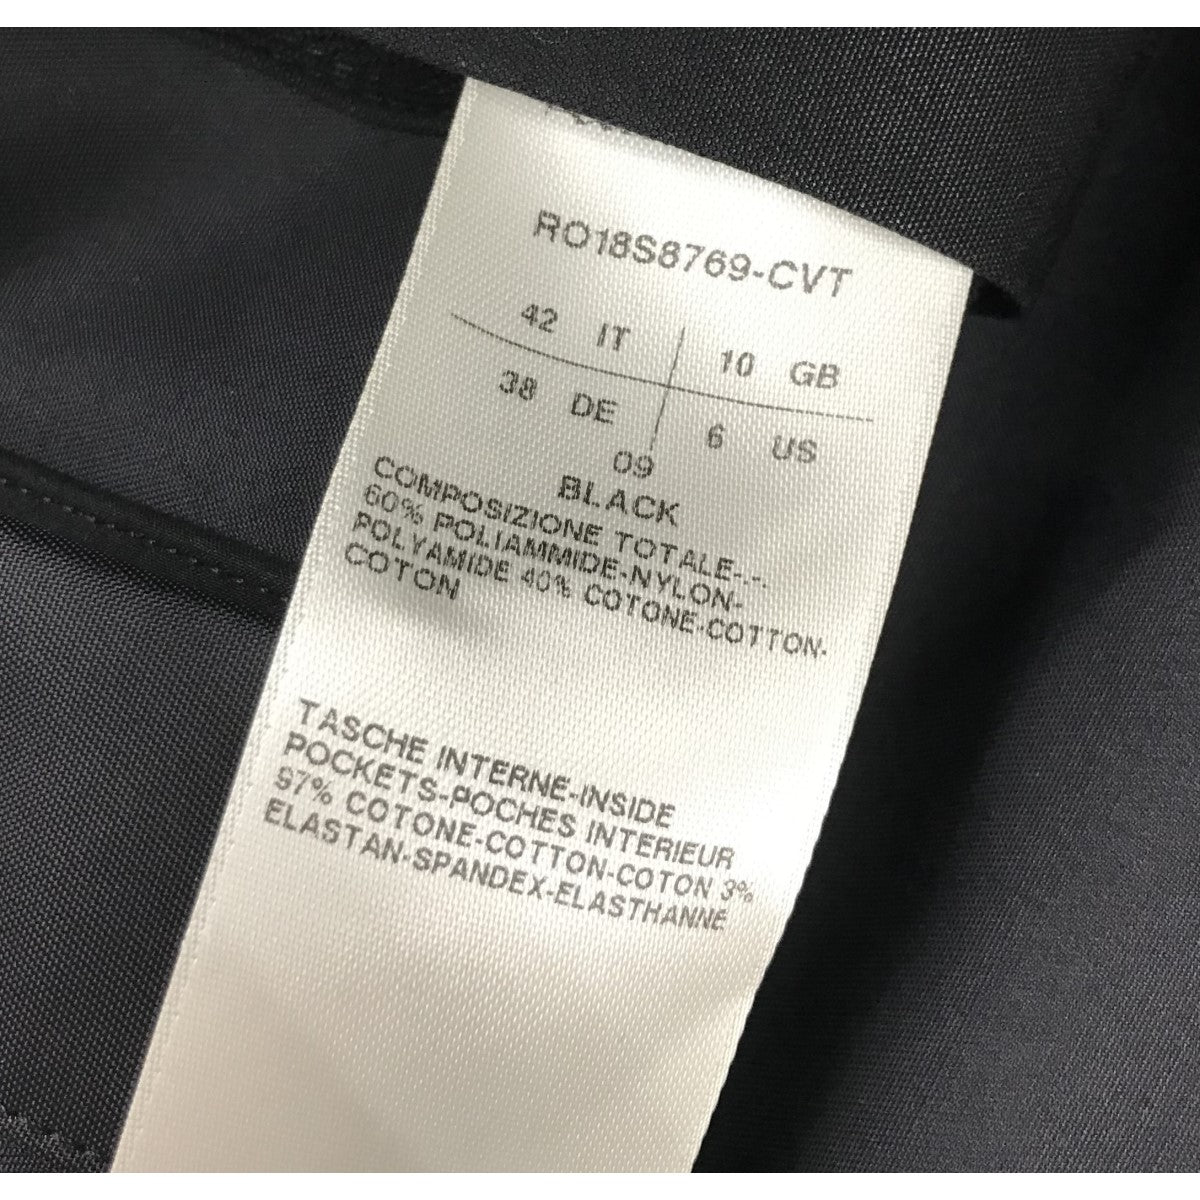 RO18S8769-CVT
42 IT 10 GB
38 DE 6 US
09
BLACK
COMPOSIZIONE TOTALE-.-.
60% POLIAMMIDE-NYLON-
POLYAMIDE 40% COTONE-COTTON-
COTON
TASCHE INTERNE-INSIDE
POCKETS-POCHES INTERIEUR
97% COTONE-COTTON-COTON 3%
ELASTAN-SPANDEX-ELASTHANNE